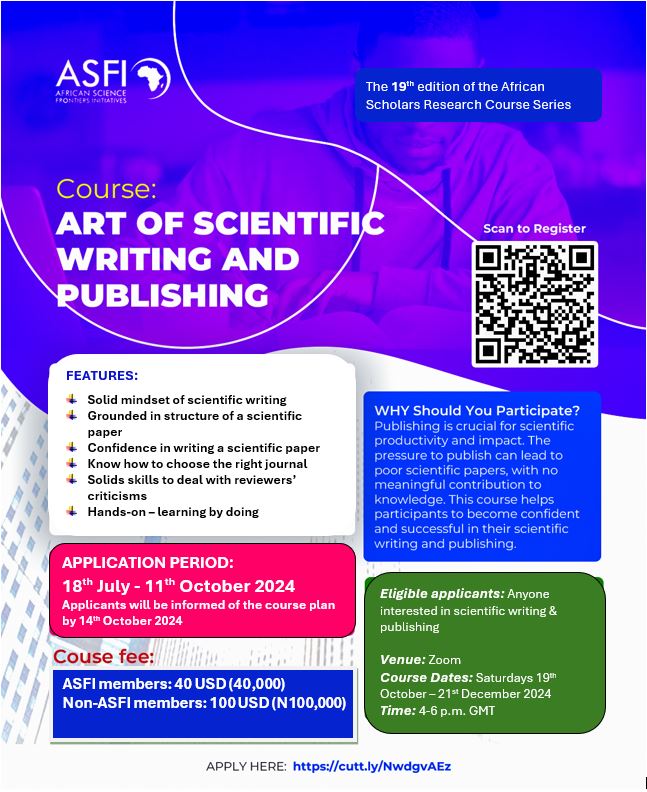 ASFI
AFRICAN SCIENCE
FRONTIERS INITIATIVES
The 19th edition of the African
Scholars Research Course Series
Course:
ART OF SCIENTIFIC
WRITING AND
PUBLISHING
Scan to Register
FEATURES:
Solid mindset of scientific writing
Grounded in structure of a scientific
paper
Confidence in writing a scientific paper
Know how to choose the right journal
Solids skills to deal with reviewers'
criticisms
Hands-on – learning by doing
WHY Should You Participate?
Publishing is crucial for scientific
productivity and impact. The
pressure to publish can lead to
poor scientific papers, with no
meaningful contribution to
knowledge. This course helps
participants to become confident
and successful in their scientific
writing and publishing.
APPLICATION PERIOD:
18th July - 11th October 2024
Applicants will be informed of the course plan
by 14th October 2024
Eligible applicants: Anyone
interested in scientific writing &
publishing
Venue: Zoom
Course Dates: Saturdays 19th
October – 21st December 2024
Time: 4-6 p.m. GMT
Couse fee:
ASFI members: 40 USD (40,000)
Non-ASFI members: 100 USD (N100,000)
APPLY HERE: https://cutt.ly/NwdgvAEz